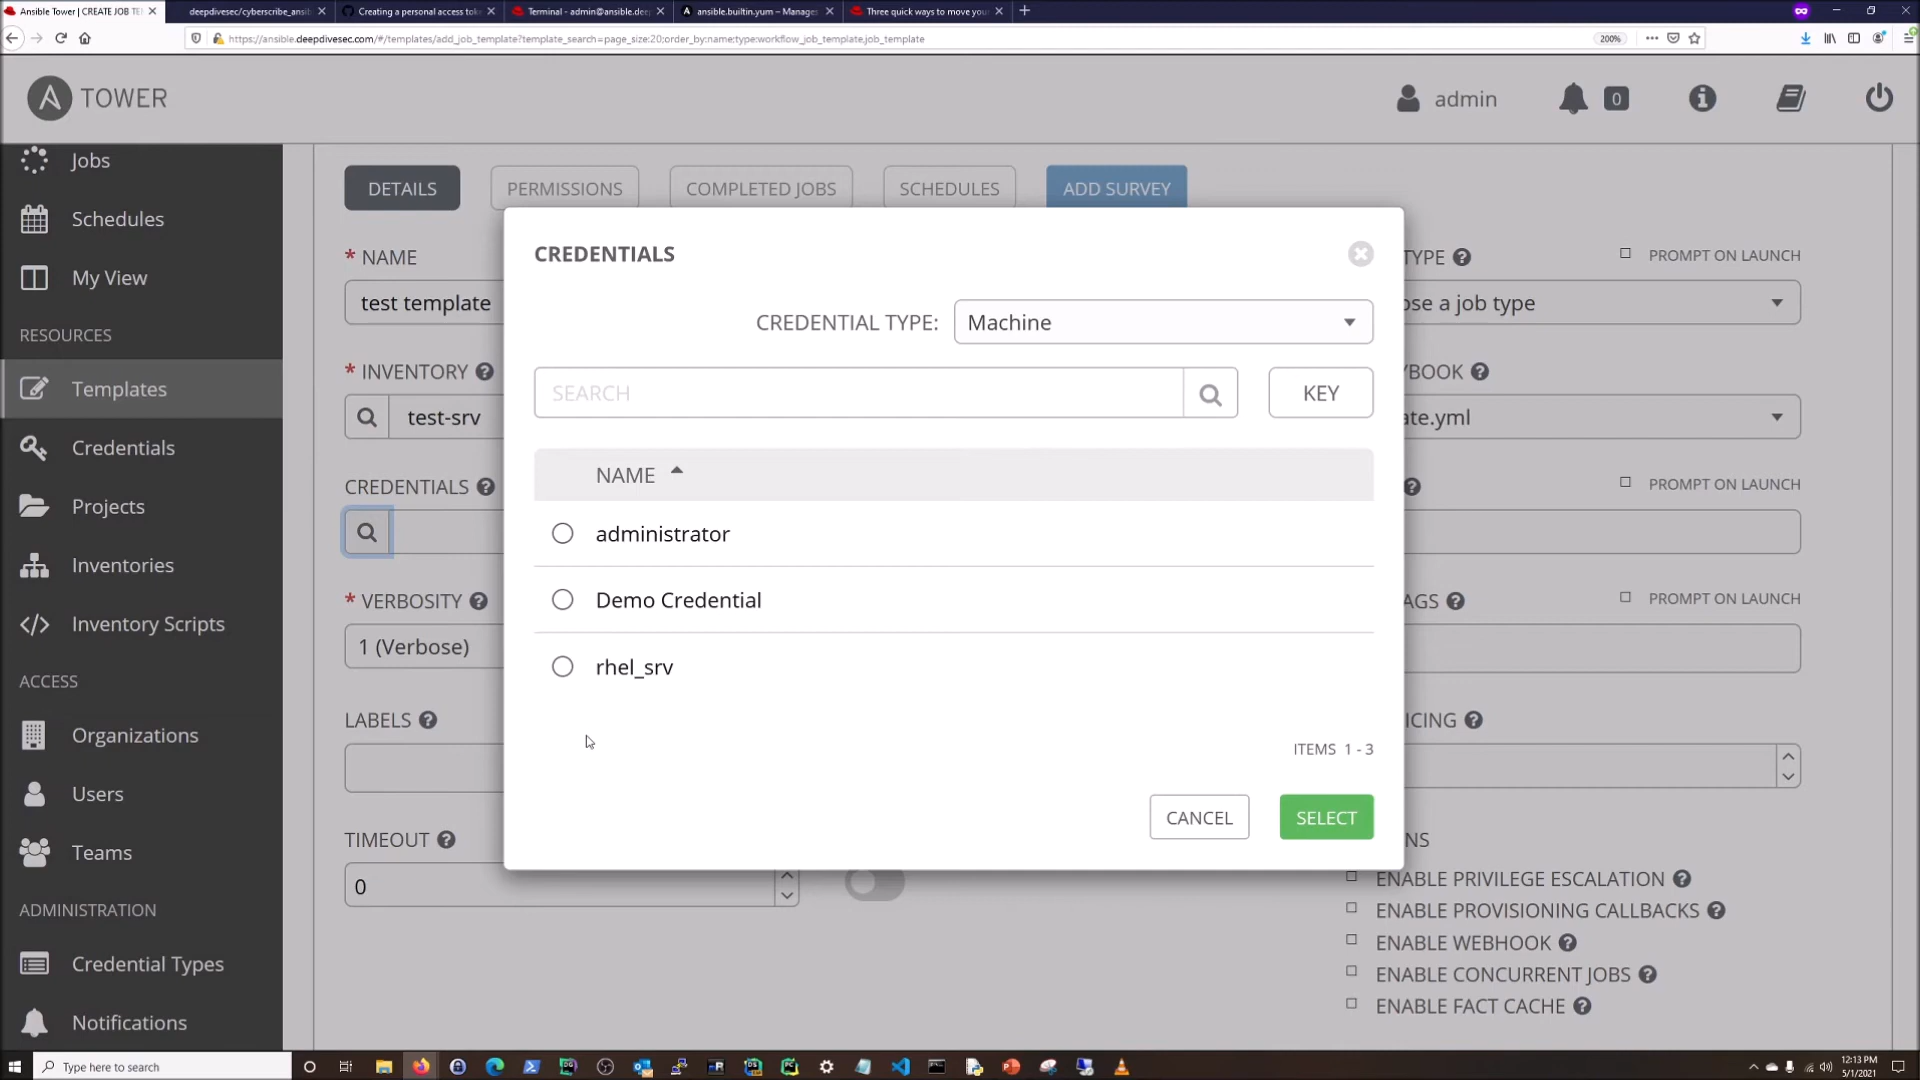 Ansible Tower | CREATE JOB TE
deepdivesec/cyberscribe_ansib
Creating a personal access tok
Terminal - admin@ansible.dee
ansible.builtin.yum – Manages
Three quick ways to move you
https://ansible.deepdivesec.com/#/templates/add_job_template?template_search=page_size:20;order_by:name;type:workflow_job_template,job_template
200%
A TOWER
admin
0
Jobs
Schedules
My View
RESOURCES
Templates
Credentials
Projects
Inventories
Inventory Scripts
ACCESS
Organizations
Users
Teams
ADMINISTRATION
Credential Types
Notifications
DETAILS
PERMISSIONS
COMPLETED JOBS
SCHEDULES
ADD SURVEY
* NAME
test template
TYPE
PROMPT ON LAUNCH
ose a job type
* INVENTORY
test-srv
YBOOK
ate.yml
CREDENTIALS
PROMPT ON LAUNCH
* VERBOSITY
1 (Verbose)
AGS
PROMPT ON LAUNCH
LABELS
ICING
TIMEOUT
0
NS
ENABLE PRIVILEGE ESCALATION
ENABLE PROVISIONING CALLBACKS
ENABLE WEBHOOK
ENABLE CONCURRENT JOBS
ENABLE FACT CACHE
CREDENTIALS
CREDENTIAL TYPE:
Machine
SEARCH
KEY
NAME
administrator
Demo Credential
rhel_srv
ITEMS 1 - 3
CANCEL
SELECT
Type here to search
12:13 PM
5/1/2021